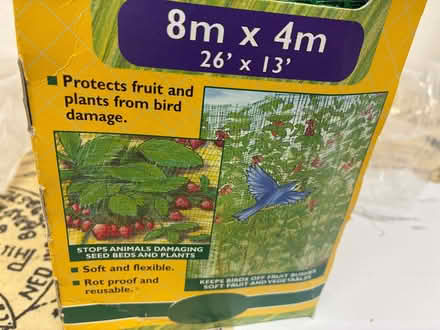 8m x 4m
26' x 13'
Protects fruit and
plants from bird
damage.
STOPS ANIMALS DAMAGING
SEED BEDS AND PLANTS
Soft and flexible.
Rot proof and
reusable.
KEEPS BIRDS OFF FRUIT BUSHES
SOFT FRUIT AND VEGETABLES